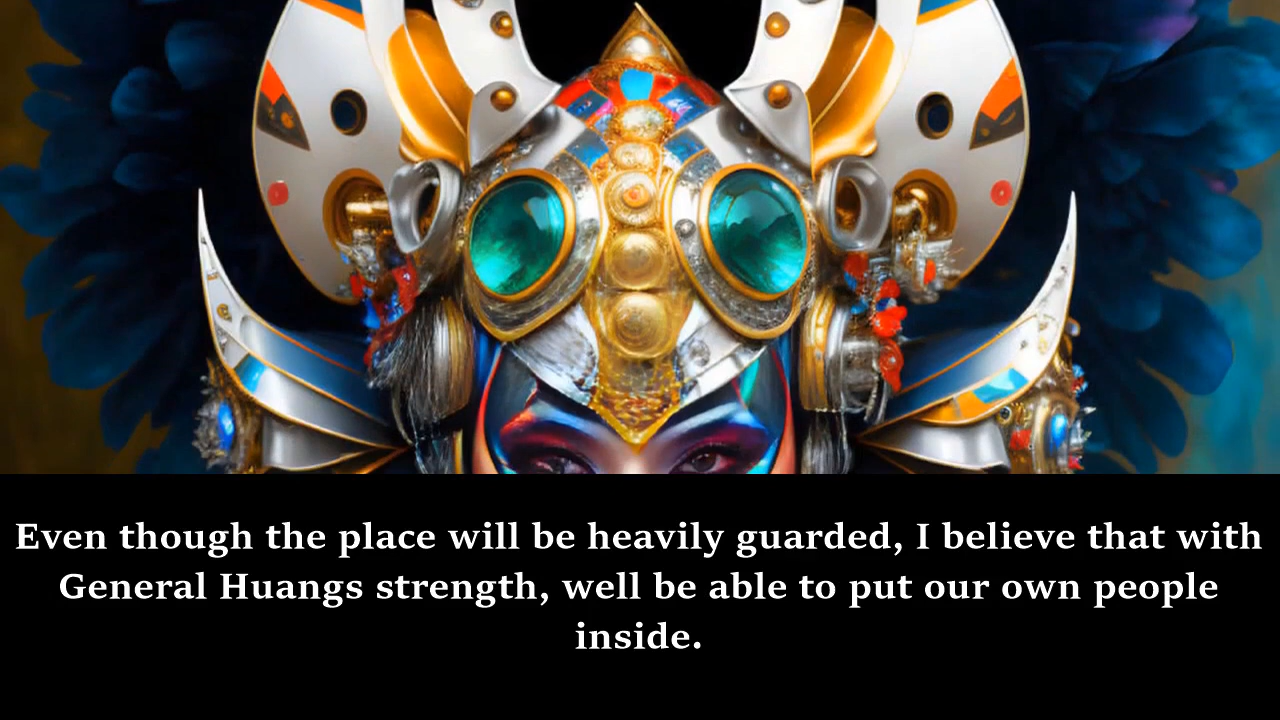 Even though the place will be heavily guarded, I believe that with
General Huangs strength, well be able to put our own people
inside.